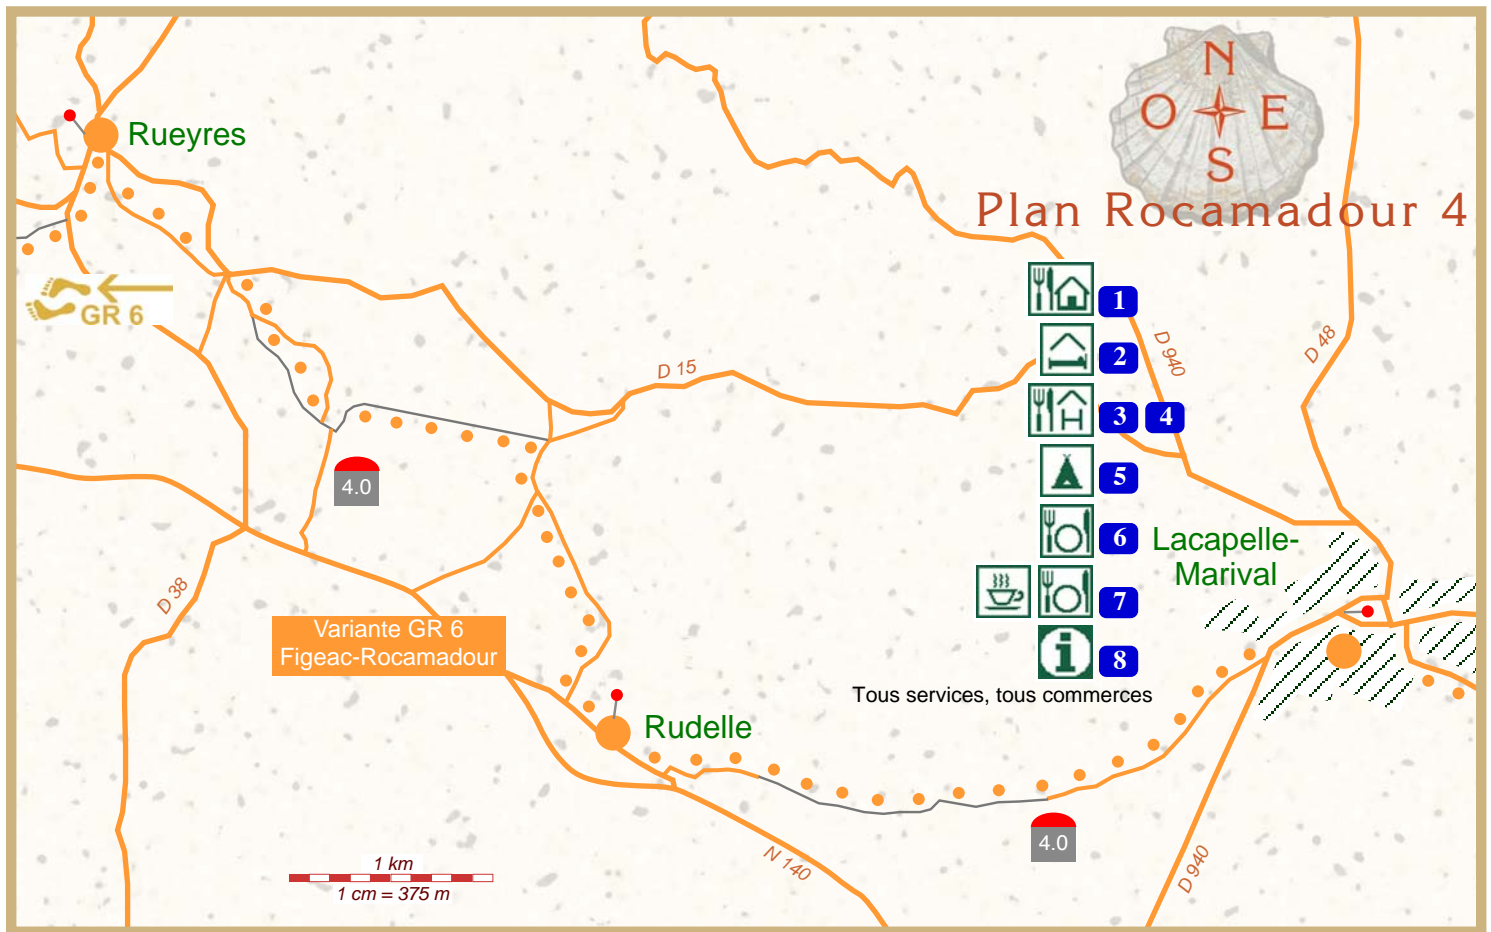 N
O E
S
Plan Rocamadour 4
Rueyres
GR 6
1
D 940
D 48
2
D 15
3 4
4.0
5
6
Lacapelle-
Marival
7
D 38
Variante GR 6
Figeac-Rocamadour
8
Tous services, tous commerces
Rudelle
4.0
1 km
1 cm = 375 m
N 140
D 940